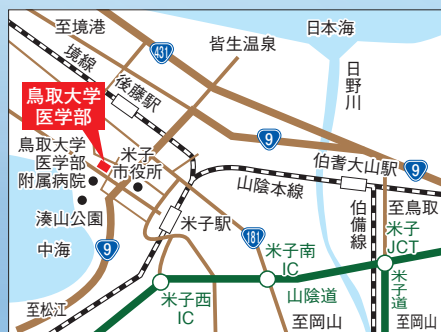 至境港
境線
後藤駅
431
皆生温泉
日本海
日野川
鳥取大学
医学部
鳥取大学
医学部
附属病院
米子
市役所
9
伯耆大山駅
9
山陰本線
湊山公園
米子駅
伯備線
至鳥取
米子
JCT
中海
9
181
米子南
IC
米子道
至松江
米子西
IC
山陰道
至岡山
至岡山